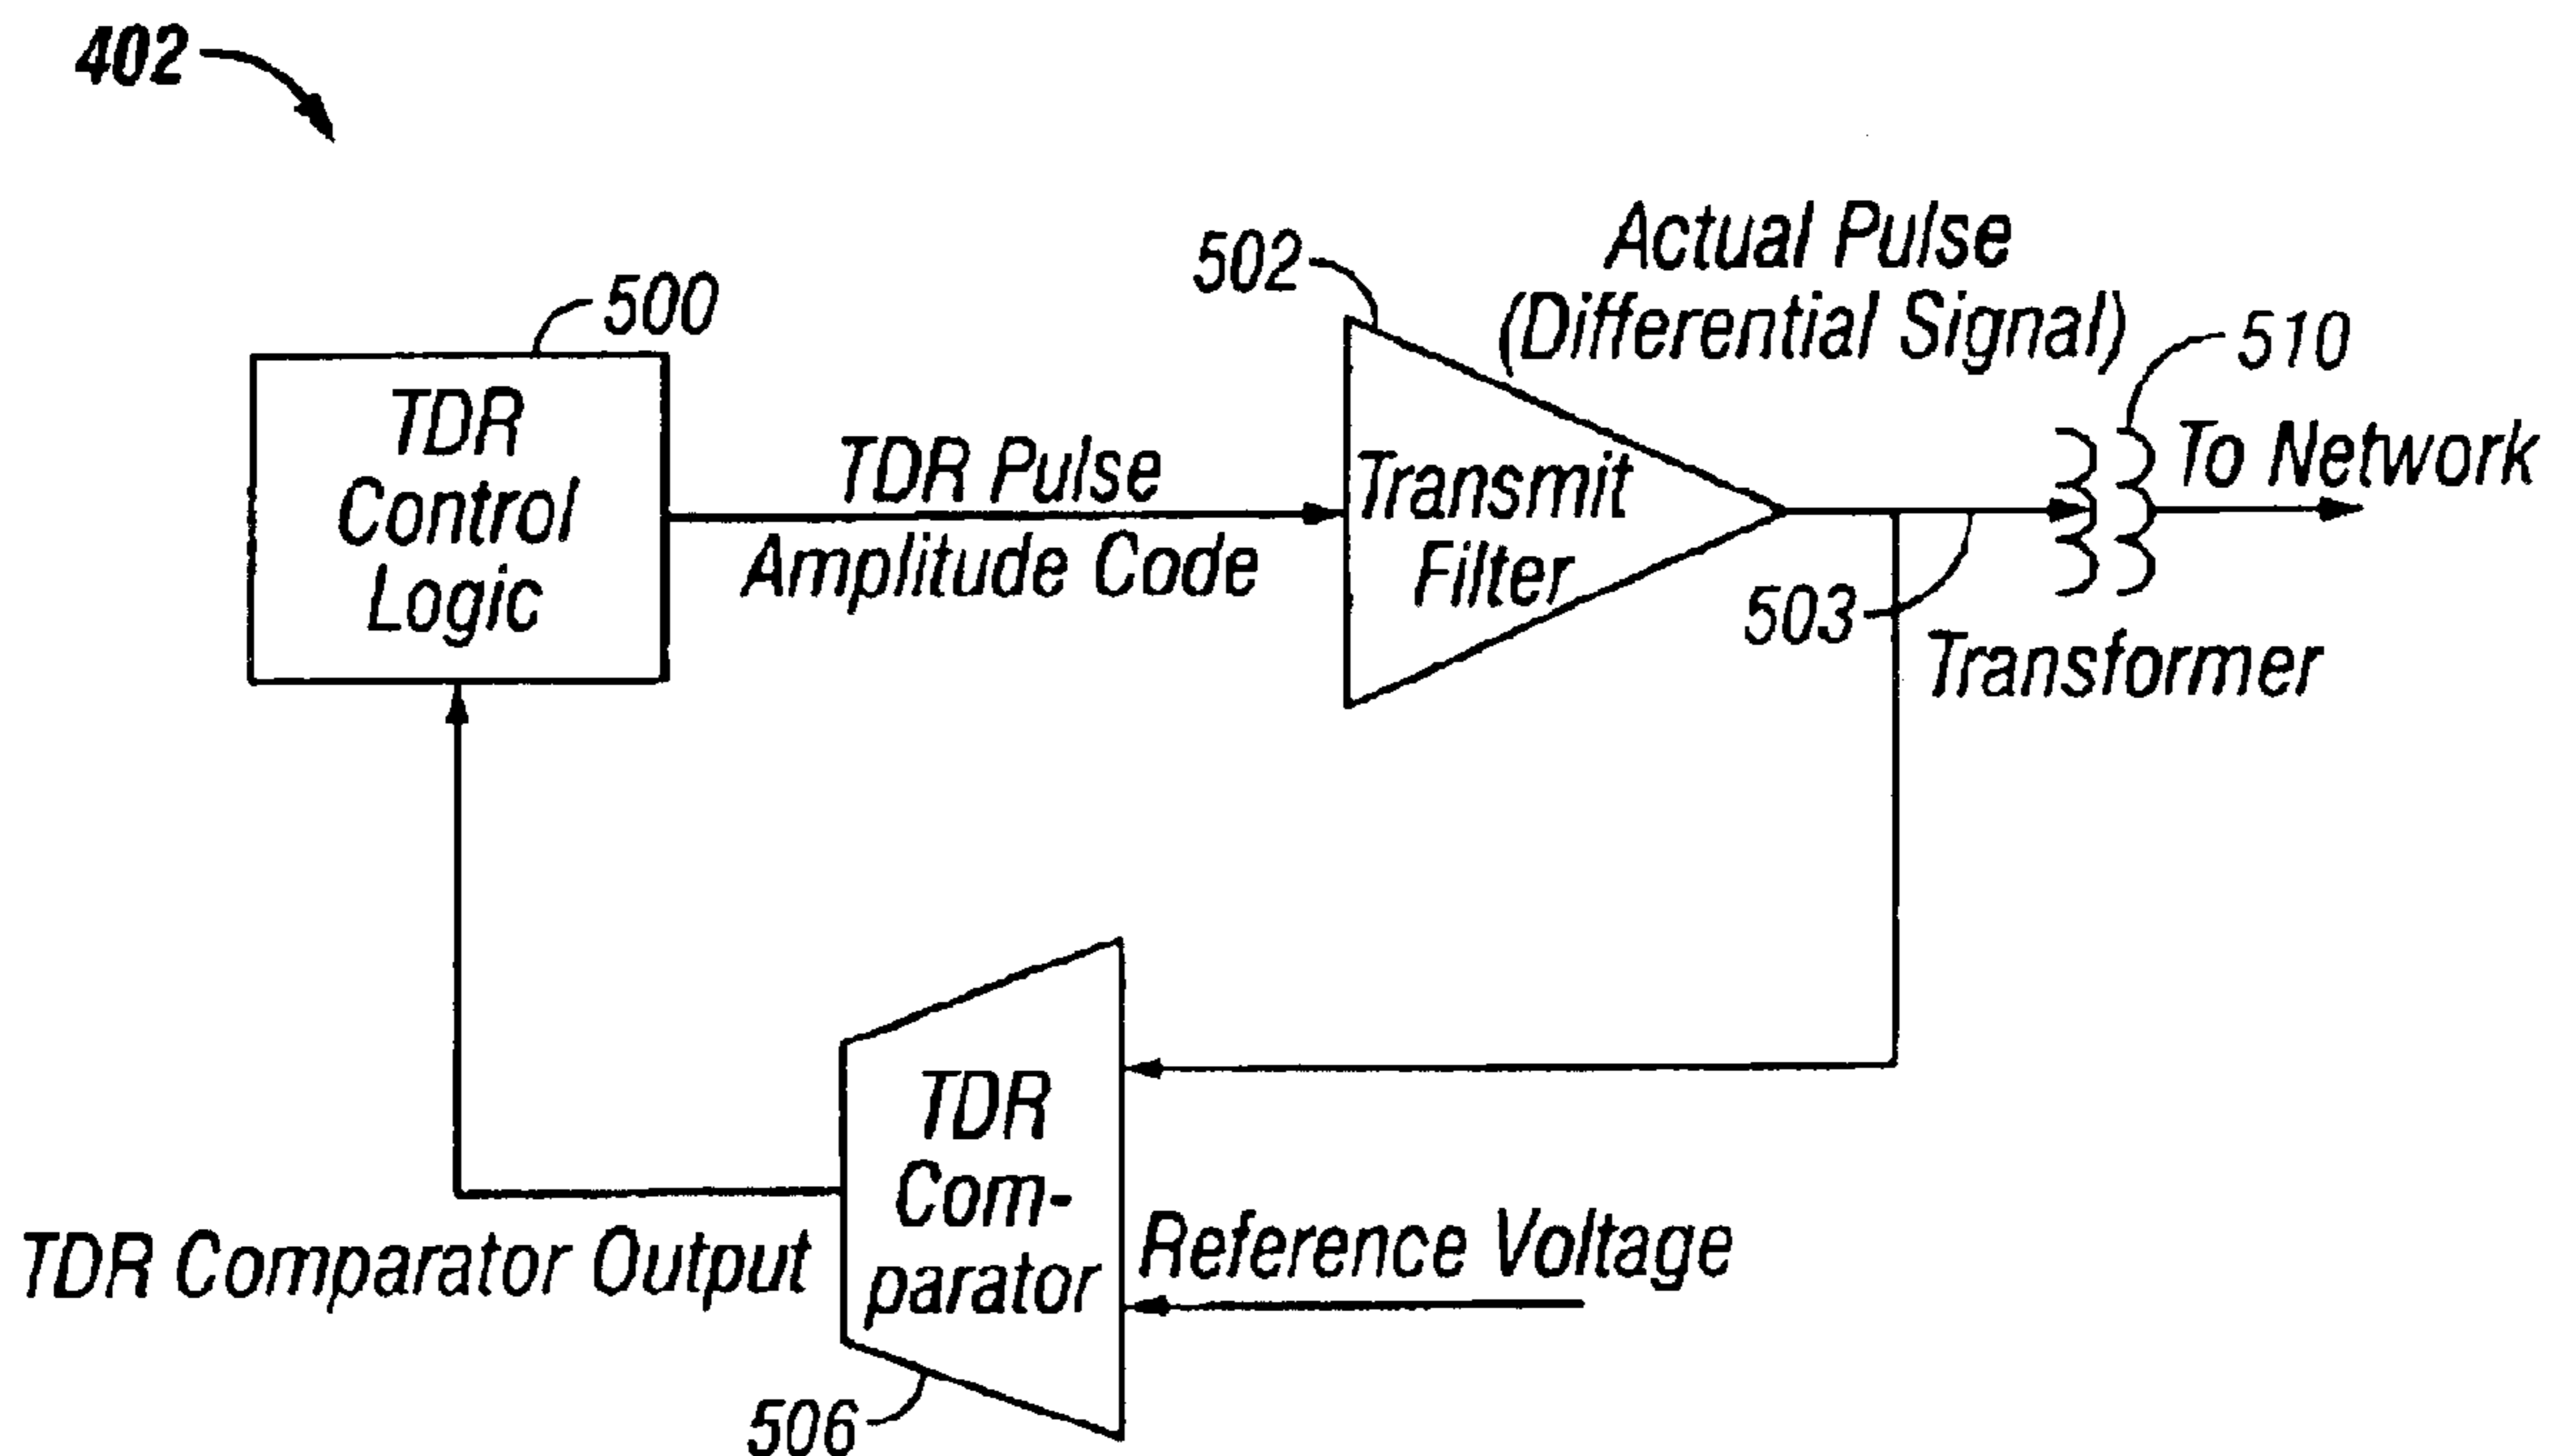 402
500
TDR
Control
Logic
TDR Pulse
Amplitude Code
502
Transmit
Filter
Actual Pulse
(Differential Signal)
510
To Network
503
Transformer
TDR
Com-
parator
Reference Voltage
TDR Comparator Output
506